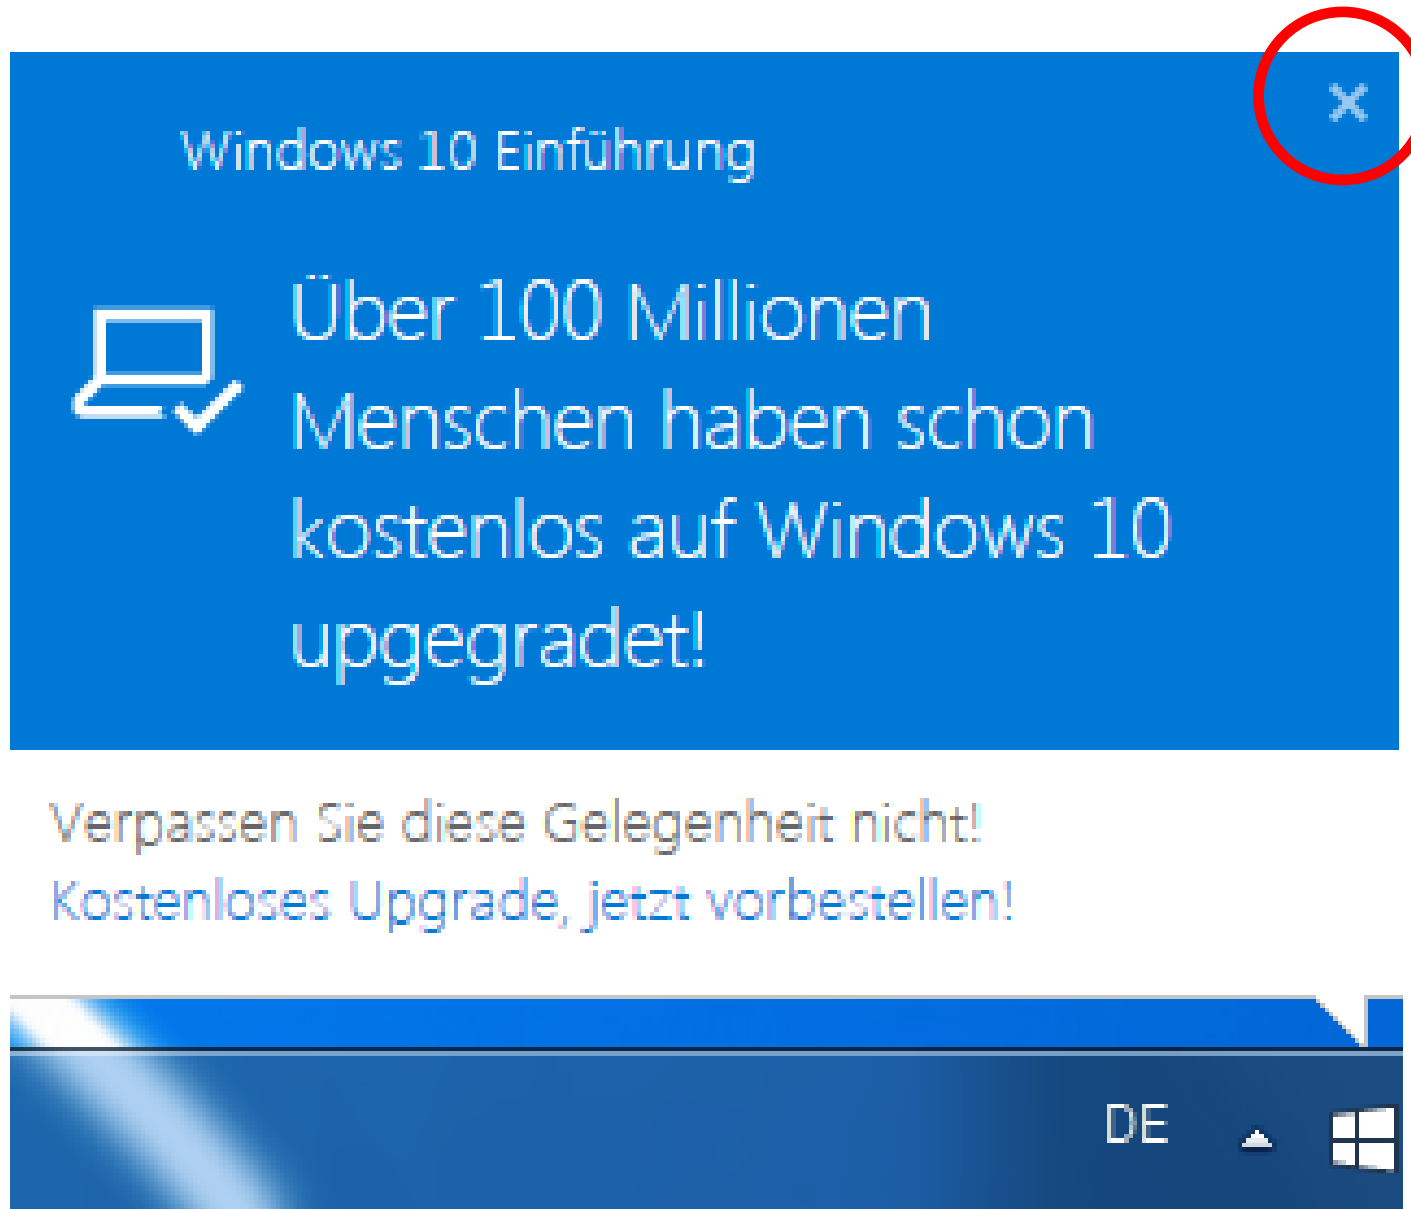 Windows 10 Einführung
Über 100 Millionen
Menschen haben schon
kostenlos auf Windows 10
upgegradet!
Verpassen Sie diese Gelegenheit nicht!
Kostenloses Upgrade, jetzt vorbestellen!
DE